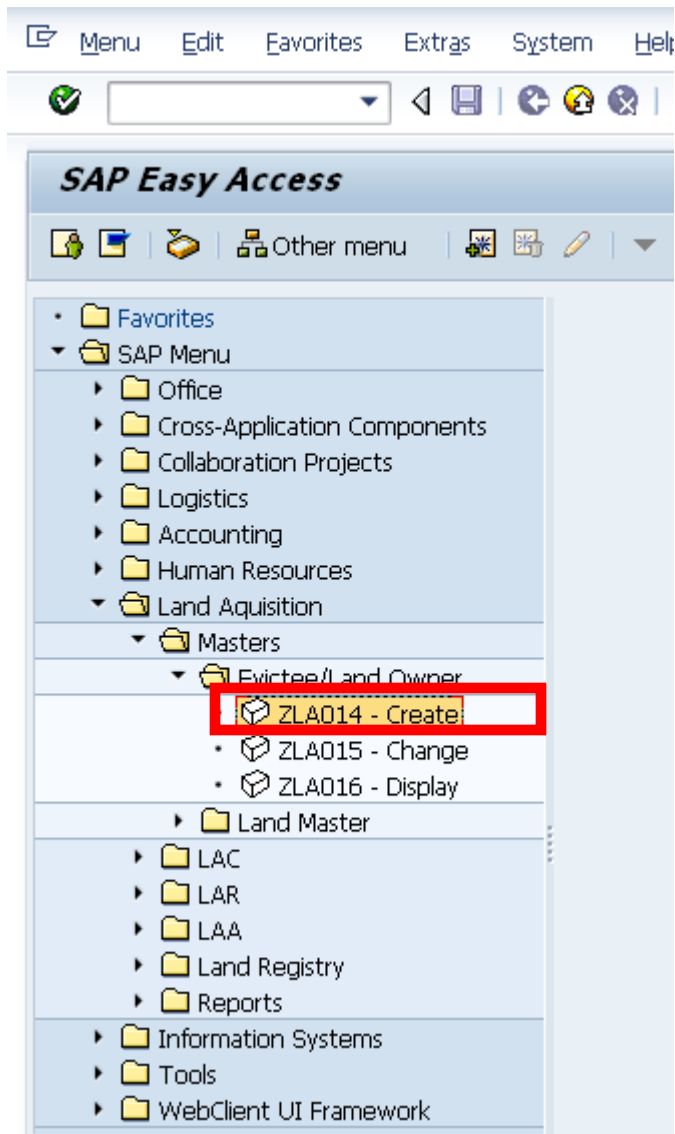 Menu Edit Favorites Extras System Help
SAP Easy Access
Other menu
Favorites
SAP Menu
Office
Cross-Application Components
Collaboration Projects
Logistics
Accounting
Human Resources
Land Aquisition
Masters
Evictee/Land Owner
ZLA014 - Create
ZLA015 - Change
ZLA016 - Display
Land Master
LAC
LAR
LAA
Land Registry
Reports
Information Systems
Tools
WebClient UI Framework